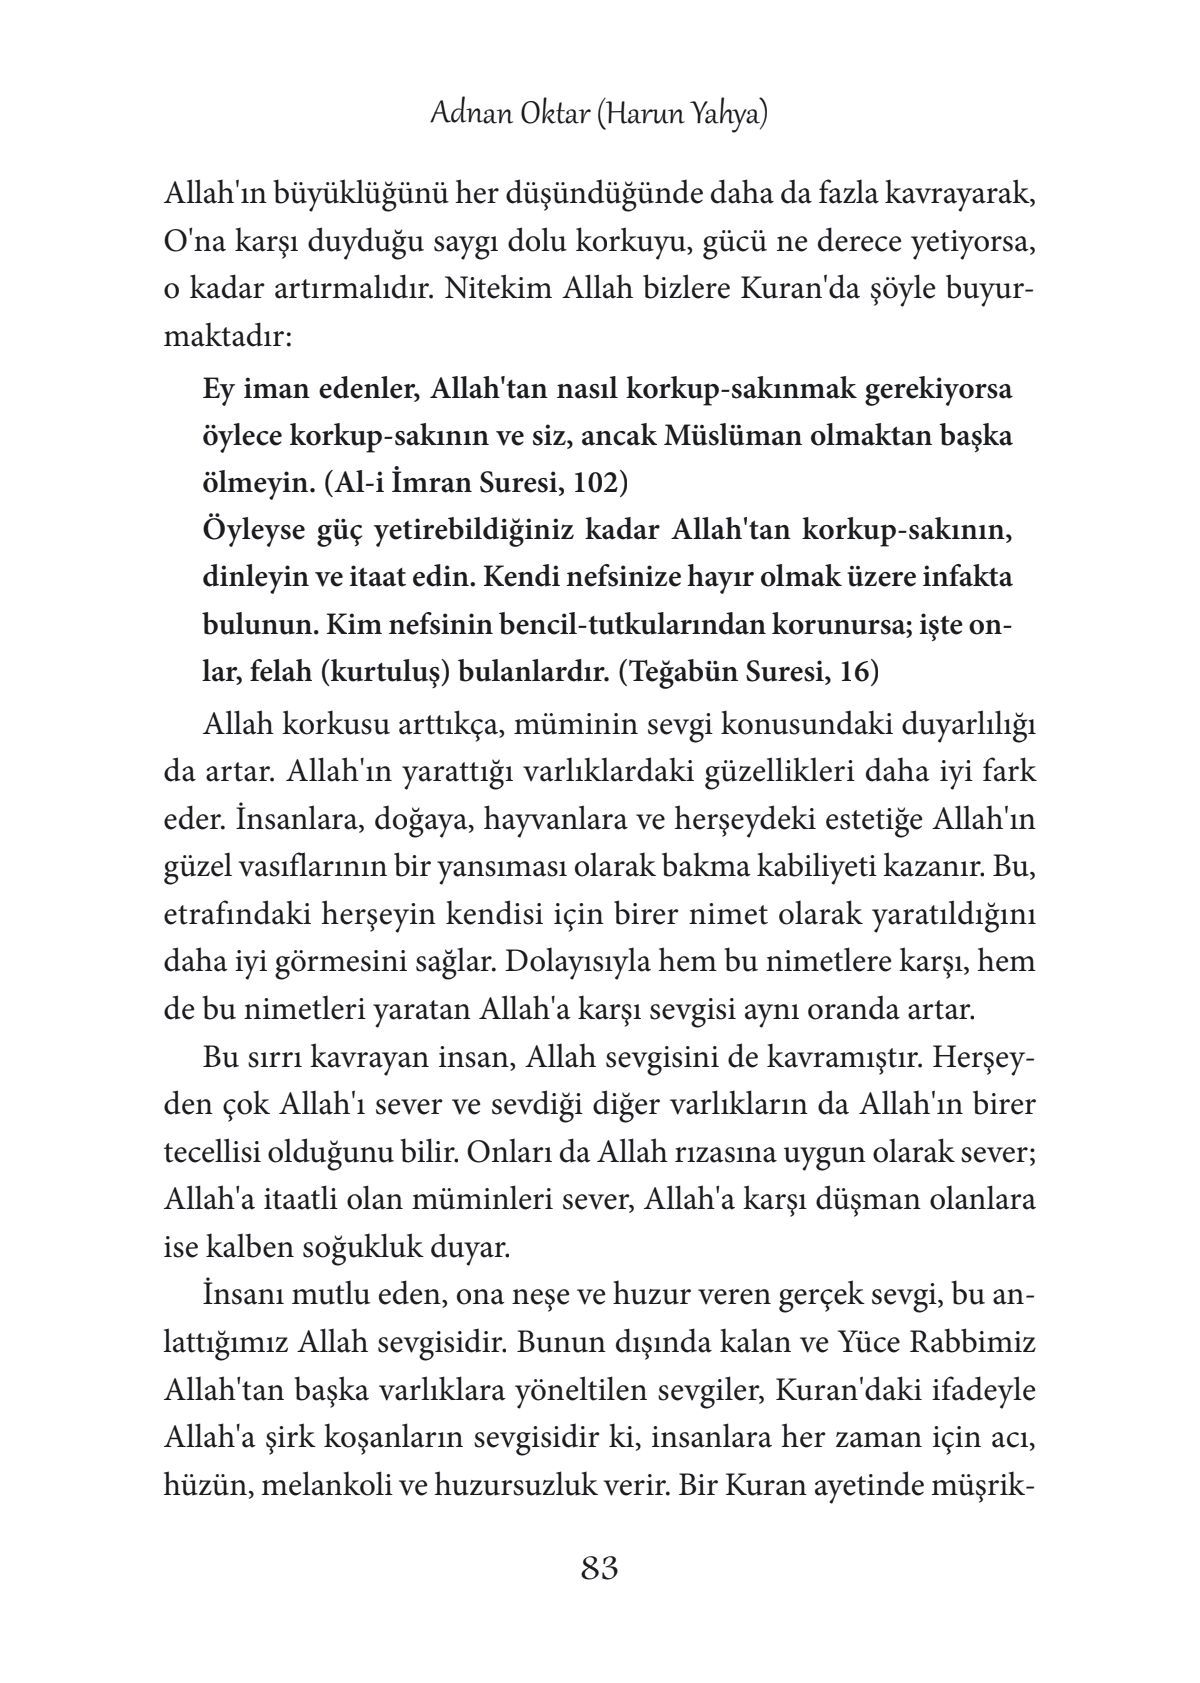 Adnan Oktar (Harun Yahya)
Allah'ın büyüklüğünü her düşündüğünde daha da fazla kavrayarak,
O'na karşı duyduğu saygı dolu korkuyu, gücü ne derece yetiyorsa,
o kadar artırmalıdır. Nitekim Allah bizlere Kuran'da şöyle buyur-
maktadır:
Ey iman edenler, Allah'tan nasıl korkup-sakınmak gerekiyorsa
öylece korkup-sakının ve siz, ancak Müslüman olmaktan başka
ölmeyin. (Al-i İmran Suresi, 102)
Öyleyse güç yetirebildiğiniz kadar Allah'tan korkup-sakının,
dinleyin ve itaat edin. Kendi nefsinize hayır olmak üzere infakta
bulunun. Kim nefsinin bencil-tutkularından korunursa; işte on-
lar, felah (kurtuluş) bulanlardır. (Teğabün Suresi, 16)
Allah korkusu arttıkça, müminin sevgi konusundaki duyarlılığı
da artar. Allah'ın yarattığı varlıklardaki güzellikleri daha iyi fark
eder. İnsanlara, doğaya, hayvanlara ve herşeydeki estetiğe Allah'ın
güzel vasıflarının bir yansıması olarak bakma kabiliyeti kazanır. Bu,
etrafındaki herşeyin kendisi için birer nimet olarak yaratıldığını
daha iyi görmesini sağlar. Dolayısıyla hem bu nimetlere karşı, hem
de bu nimetleri yaratan Allah'a karşı sevgisi aynı oranda artar.
Bu sırrı kavrayan insan, Allah sevgisini de kavramıştır. Herşey-
den çok Allah'ı sever ve sevdiği diğer varlıkların da Allah'ın birer
tecellisi olduğunu bilir. Onları da Allah rızasına uygun olarak sever;
Allah'a itaatli olan müminleri sever, Allah'a karşı düşman olanlara
ise kalben soğukluk duyar.
İnsanı mutlu eden, ona neşe ve huzur veren gerçek sevgi, bu an-
lattığımız Allah sevgisidir. Bunun dışında kalan ve Yüce Rabbimiz
Allah'tan başka varlıklara yöneltilen sevgiler, Kuran'daki ifadeyle
Allah'a şirk koşanların sevgisidir ki, insanlara her zaman için acı,
hüzün, melankoli ve huzursuzluk verir. Bir Kuran ayetinde müşrik-
83